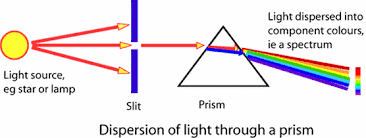 Light dispersed into
component colours,
ie a spectrum
Light source,
eg star or lamp
Slit
Prism
Dispersion of light through a prism